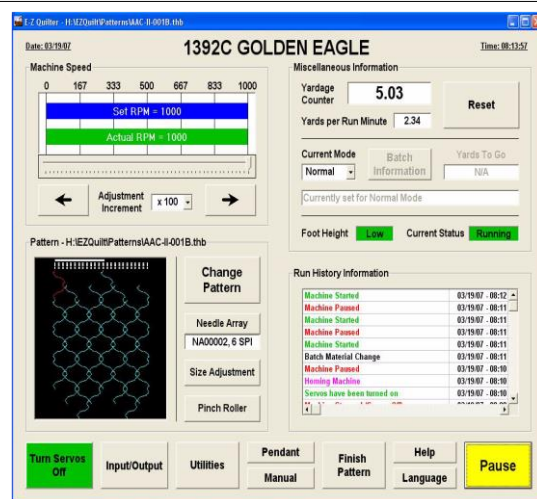 E-Z Quilter - H:\EZQuilt\Patterns\AAC-II-001B.thb
Date: 03/19/07
1392C GOLDEN EAGLE
Time: 08:13:57
Machine Speed
0 167 333 500 667 833 1000
Set RPM = 1000
Actual RPM = 1000
Adjustment
Increment
x 100
Miscellaneous Information
Yardage
Counter
5.03
Reset
Yards per Run Minute 2.34
Current Mode
Normal
Batch
Information
Yards To Go
N/A
Currently set for Normal Mode
Foot Height Low Current Status Running
Pattern - H:\EZQuilt\Patterns\AAC-II-001B.thb
Change
Pattern
Needle Array
NA00002, 6 SPI
Size Adjustment
Pinch Roller
Run History Information
Machine Started 03/19/07 - 08:12
Machine Paused 03/19/07 - 08:11
Machine Started 03/19/07 - 08:11
Machine Paused 03/19/07 - 08:11
Machine Started 03/19/07 - 08:11
Batch Material Change 03/19/07 - 08:11
Machine Paused 03/19/07 - 08:10
Homing Machine 03/19/07 - 08:10
Servos have been turned on 03/19/07 - 08:10
Turn Servos
Off
Input/Output
Utilities
Pendant
Manual
Finish
Pattern
Help
Language
Pause